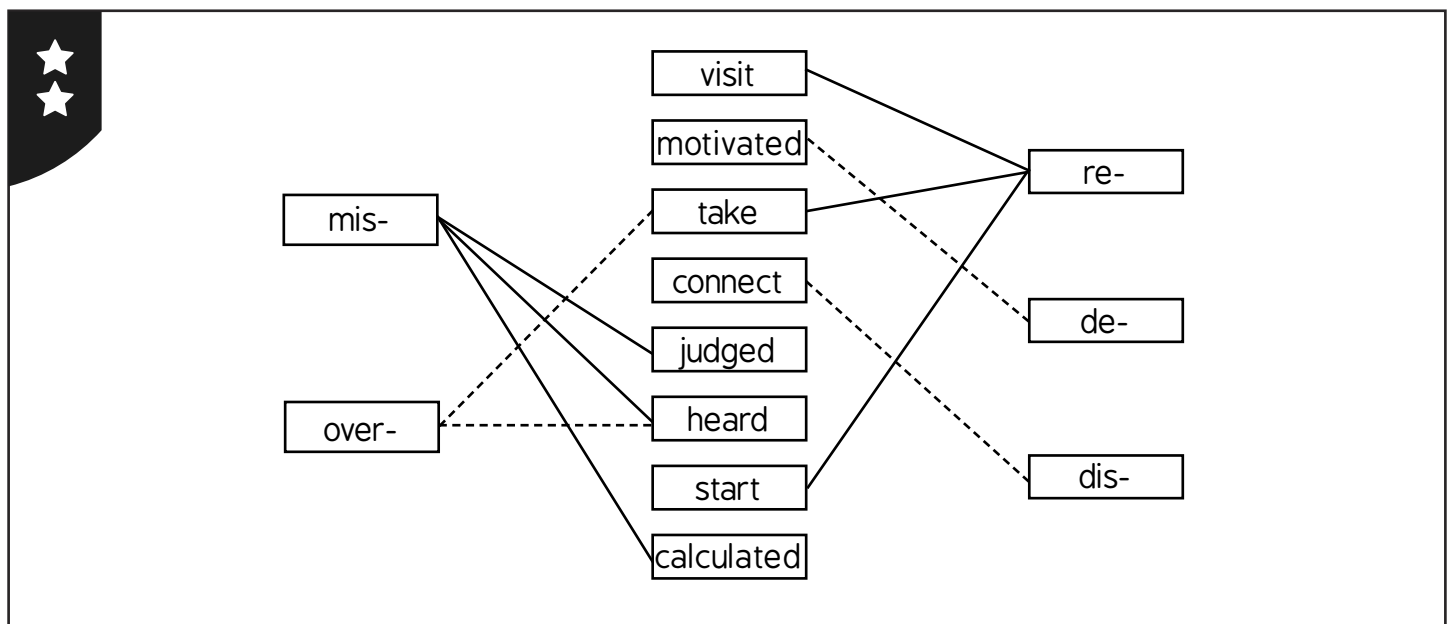 visit
motivated
re-
mis-
take
connect
de-
judged
over-
heard
dis-
start
calculated